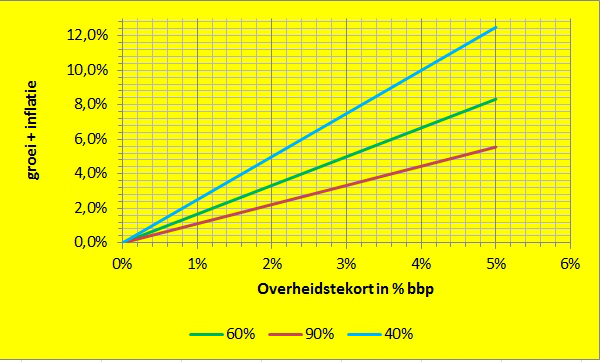 groei + inflatie
12,0%
10,0%
8,0%
6,0%
4,0%
2,0%
0,0%
0% 1% 2% 3% 4% 5% 6%
Overheidstekort in % bbp
60% 90% 40%